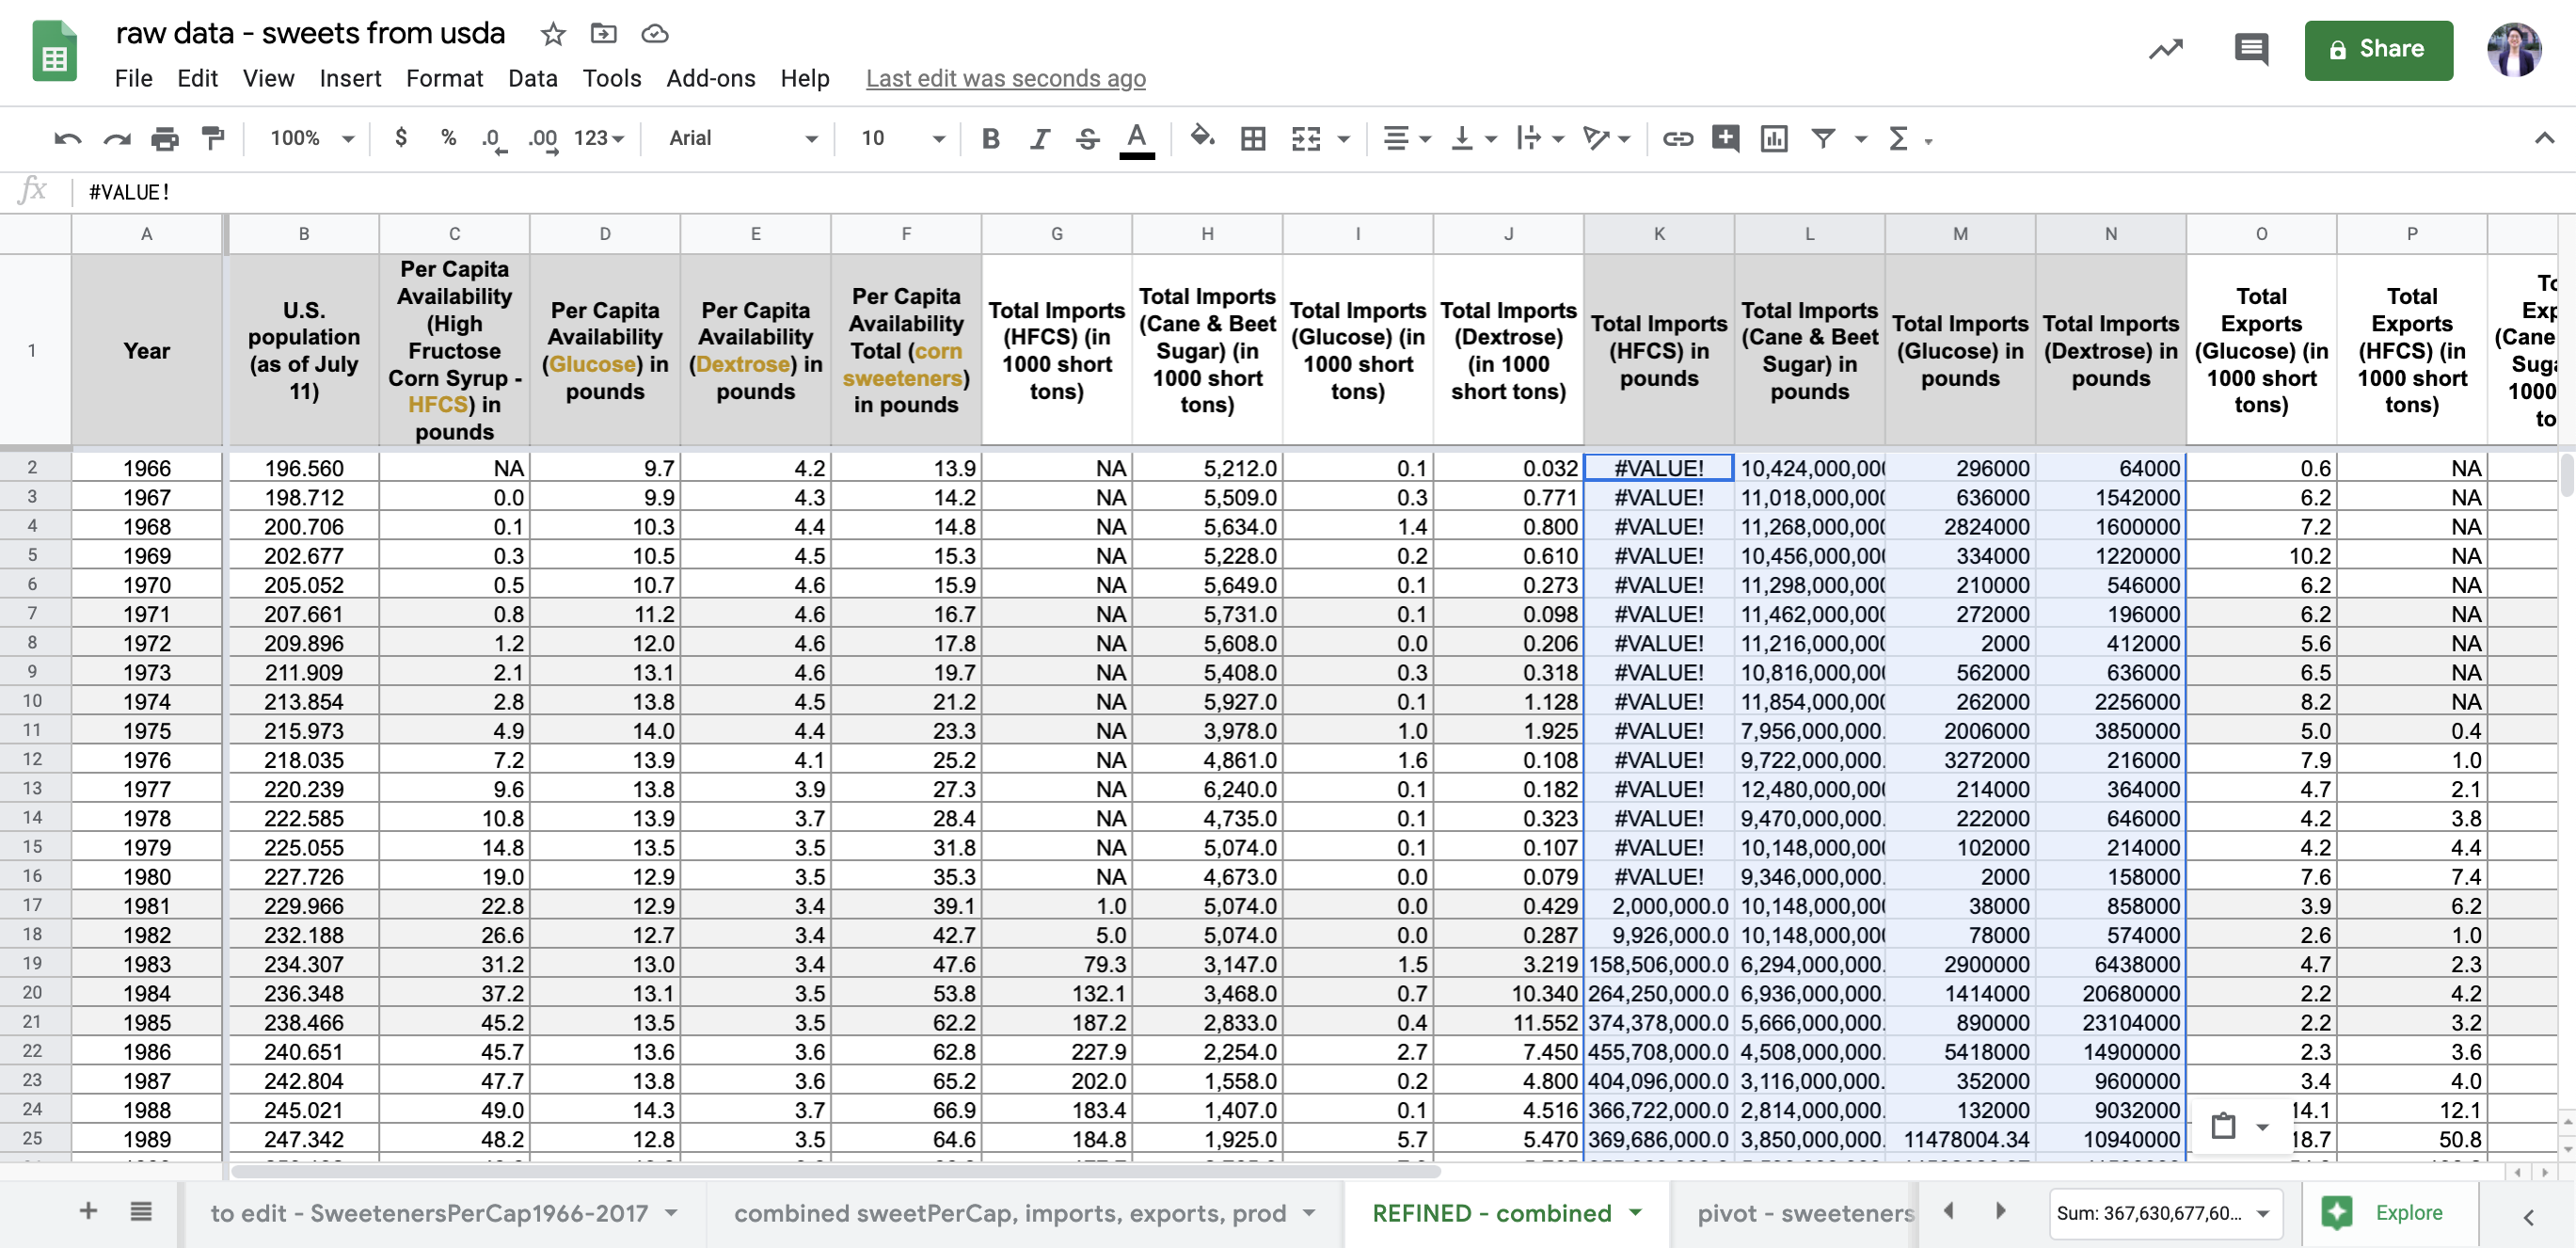 raw data - sweets from usda
File Edit View Insert Format Data Tools Add-ons Help Last edit was seconds ago
Share
100% $ % .0 .00 123 Arial 10 B I S A Σ
fx #VALUE!
A B C D E F G H I J K L M N O P
1 Year
U.S. population (as of July 11)
Per Capita Availability (High Fructose Corn Syrup - HFCS) in pounds
Per Capita Availability (Glucose) in pounds
Per Capita Availability (Dextrose) in pounds
Per Capita Availability Total (corn sweeteners) in pounds
Total Imports (HFCS) (in 1000 short tons)
Total Imports (Cane & Beet Sugar) (in 1000 short tons)
Total Imports (Glucose) (in 1000 short tons)
Total Imports (Dextrose) (in 1000 short tons)
Total Imports (HFCS) in pounds
Total Imports (Cane & Beet Sugar) in pounds
Total Imports (Glucose) in pounds
Total Imports (Dextrose) in pounds
Total Exports (Glucose) (in 1000 short tons)
Total Exports (HFCS) (in 1000 short tons)
2 1966 196.560 NA 9.7 4.2 13.9 NA 5,212.0 0.1 0.032 #VALUE! 10,424,000,00 296000 64000 0.6 NA
3 1967 198.712 0.0 9.9 4.3 14.2 NA 5,509.0 0.3 0.771 #VALUE! 11,018,000,00 636000 1542000 6.2 NA
4 1968 200.706 0.1 10.3 4.4 14.8 NA 5,634.0 1.4 0.800 #VALUE! 11,268,000,00 2824000 1600000 7.2 NA
5 1969 202.677 0.3 10.5 4.5 15.3 NA 5,228.0 0.2 0.610 #VALUE! 10,456,000,00 334000 1220000 10.2 NA
6 1970 205.052 0.5 10.7 4.6 15.9 NA 5,649.0 0.1 0.273 #VALUE! 11,298,000,00 210000 546000 6.2 NA
7 1971 207.661 0.8 11.2 4.6 16.7 NA 5,731.0 0.1 0.098 #VALUE! 11,462,000,00 272000 196000 6.2 NA
8 1972 209.896 1.2 12.0 4.6 17.8 NA 5,608.0 0.0 0.206 #VALUE! 11,216,000,00 2000 412000 5.6 NA
9 1973 211.909 2.1 13.1 4.6 19.7 NA 5,408.0 0.3 0.318 #VALUE! 10,816,000,00 562000 636000 6.5 NA
10 1974 213.854 2.8 13.8 4.5 21.2 NA 5,927.0 0.1 1.128 #VALUE! 11,854,000,00 262000 2256000 8.2 NA
11 1975 215.973 4.9 14.0 4.4 23.3 NA 3,978.0 1.0 1.925 #VALUE! 7,956,000,000. 2006000 3850000 5.0 0.4
12 1976 218.035 7.2 13.9 4.1 25.2 NA 4,861.0 1.6 0.108 #VALUE! 9,722,000,000. 3272000 216000 7.9 1.0
13 1977 220.239 9.6 13.8 3.9 27.3 NA 6,240.0 0.1 0.182 #VALUE! 12,480,000,00 214000 364000 4.7 2.1
14 1978 222.585 10.8 13.9 3.7 28.4 NA 4,735.0 0.1 0.323 #VALUE! 9,470,000,000. 222000 646000 4.2 3.8
15 1979 225.055 14.8 13.5 3.5 31.8 NA 5,074.0 0.1 0.107 #VALUE! 10,148,000,00 102000 214000 4.2 4.4
16 1980 227.726 19.0 12.9 3.5 35.3 NA 4,673.0 0.0 0.079 #VALUE! 9,346,000,000. 2000 158000 7.6 7.4
17 1981 229.966 22.8 12.9 3.4 39.1 1.0 5,074.0 0.0 0.429 2,000,000.0 10,148,000,00 38000 858000 3.9 6.2
18 1982 232.188 26.6 12.7 3.4 42.7 5.0 5,074.0 0.0 0.287 9,926,000.0 10,148,000,00 78000 574000 2.6 1.0
19 1983 234.307 31.2 13.0 3.4 47.6 79.3 3,147.0 1.5 3.219 158,506,000.0 6,294,000,000. 2900000 6438000 4.7 2.3
20 1984 236.348 37.2 13.1 3.5 53.8 132.1 3,468.0 0.7 10.340 264,250,000.0 6,936,000,000. 1414000 20680000 2.2 4.2
21 1985 238.466 45.2 13.5 3.5 62.2 187.2 2,833.0 0.4 11.552 374,378,000.0 5,666,000,000. 890000 23104000 2.2 3.2
22 1986 240.651 45.7 13.6 3.6 62.8 227.9 2,254.0 2.7 7.450 455,708,000.0 4,508,000,000. 5418000 14900000 2.3 3.6
23 1987 242.804 47.7 13.8 3.6 65.2 202.0 1,558.0 0.2 4.800 404,096,000.0 3,116,000,000. 352000 9600000 3.4 4.0
24 1988 245.021 49.0 14.3 3.7 66.9 183.4 1,407.0 0.1 4.516 366,722,000.0 2,814,000,000. 132000 9032000 14.1 12.1
25 1989 247.342 48.2 12.8 3.5 64.6 184.8 1,925.0 5.7 5.470 369,686,000.0 3,850,000,000. 11478004.34 10940000 18.7 50.8
to edit - SweetenersPerCap1966-2017 combined sweetPerCap, imports, exports, prod REFINED - combined pivot - sweeteners Sum: 367,630,677,60... Explore